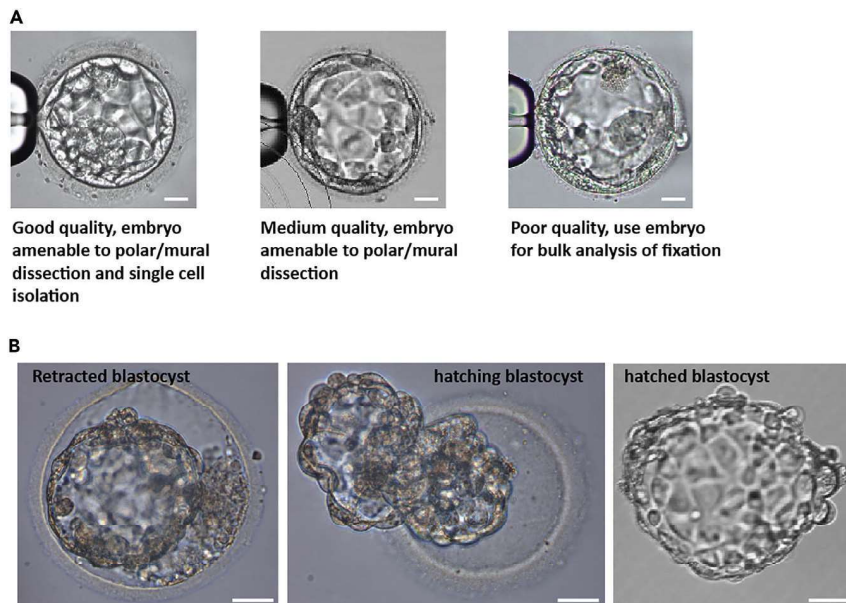 A
Good quality, embryo
amenable to polar/mural
dissection and single cell
isolation
Medium quality, embryo
amenable to polar/mural
dissection
Poor quality, use embryo
for bulk analysis of fixation
B
Retracted blastocyst
hatching blastocyst
hatched blastocyst